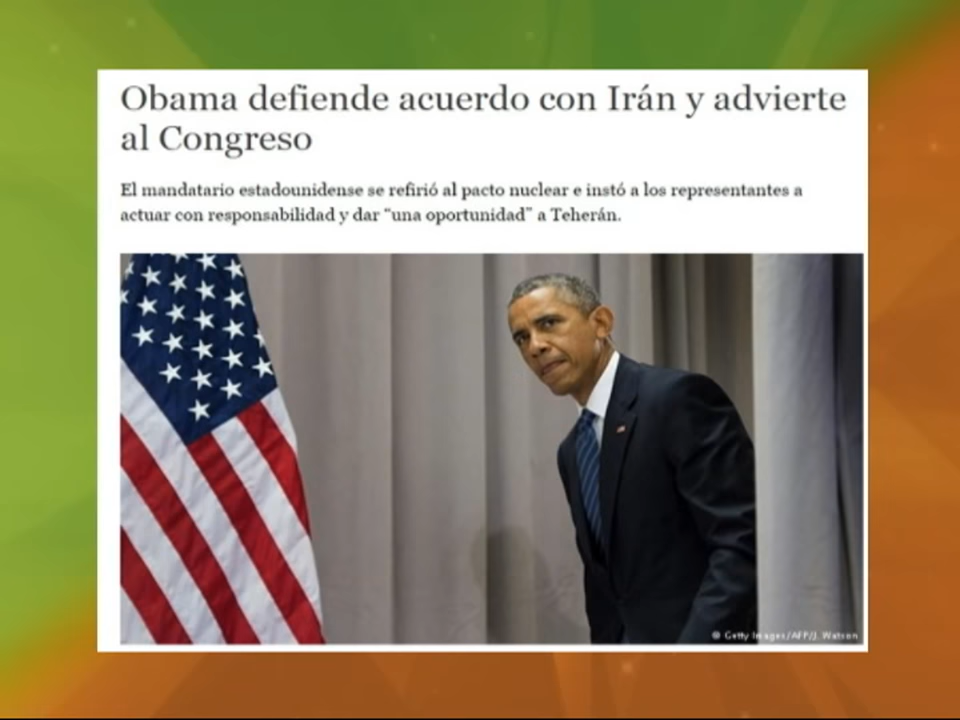 Obama defiende acuerdo con Irán y advierte
al Congreso
El mandatario estadounidense se refirió al pacto nuclear e instó a los representantes a
actuar con responsabilidad y dar “una oportunidad” a Teherán.
© Getty Images/AFP/J. Watson